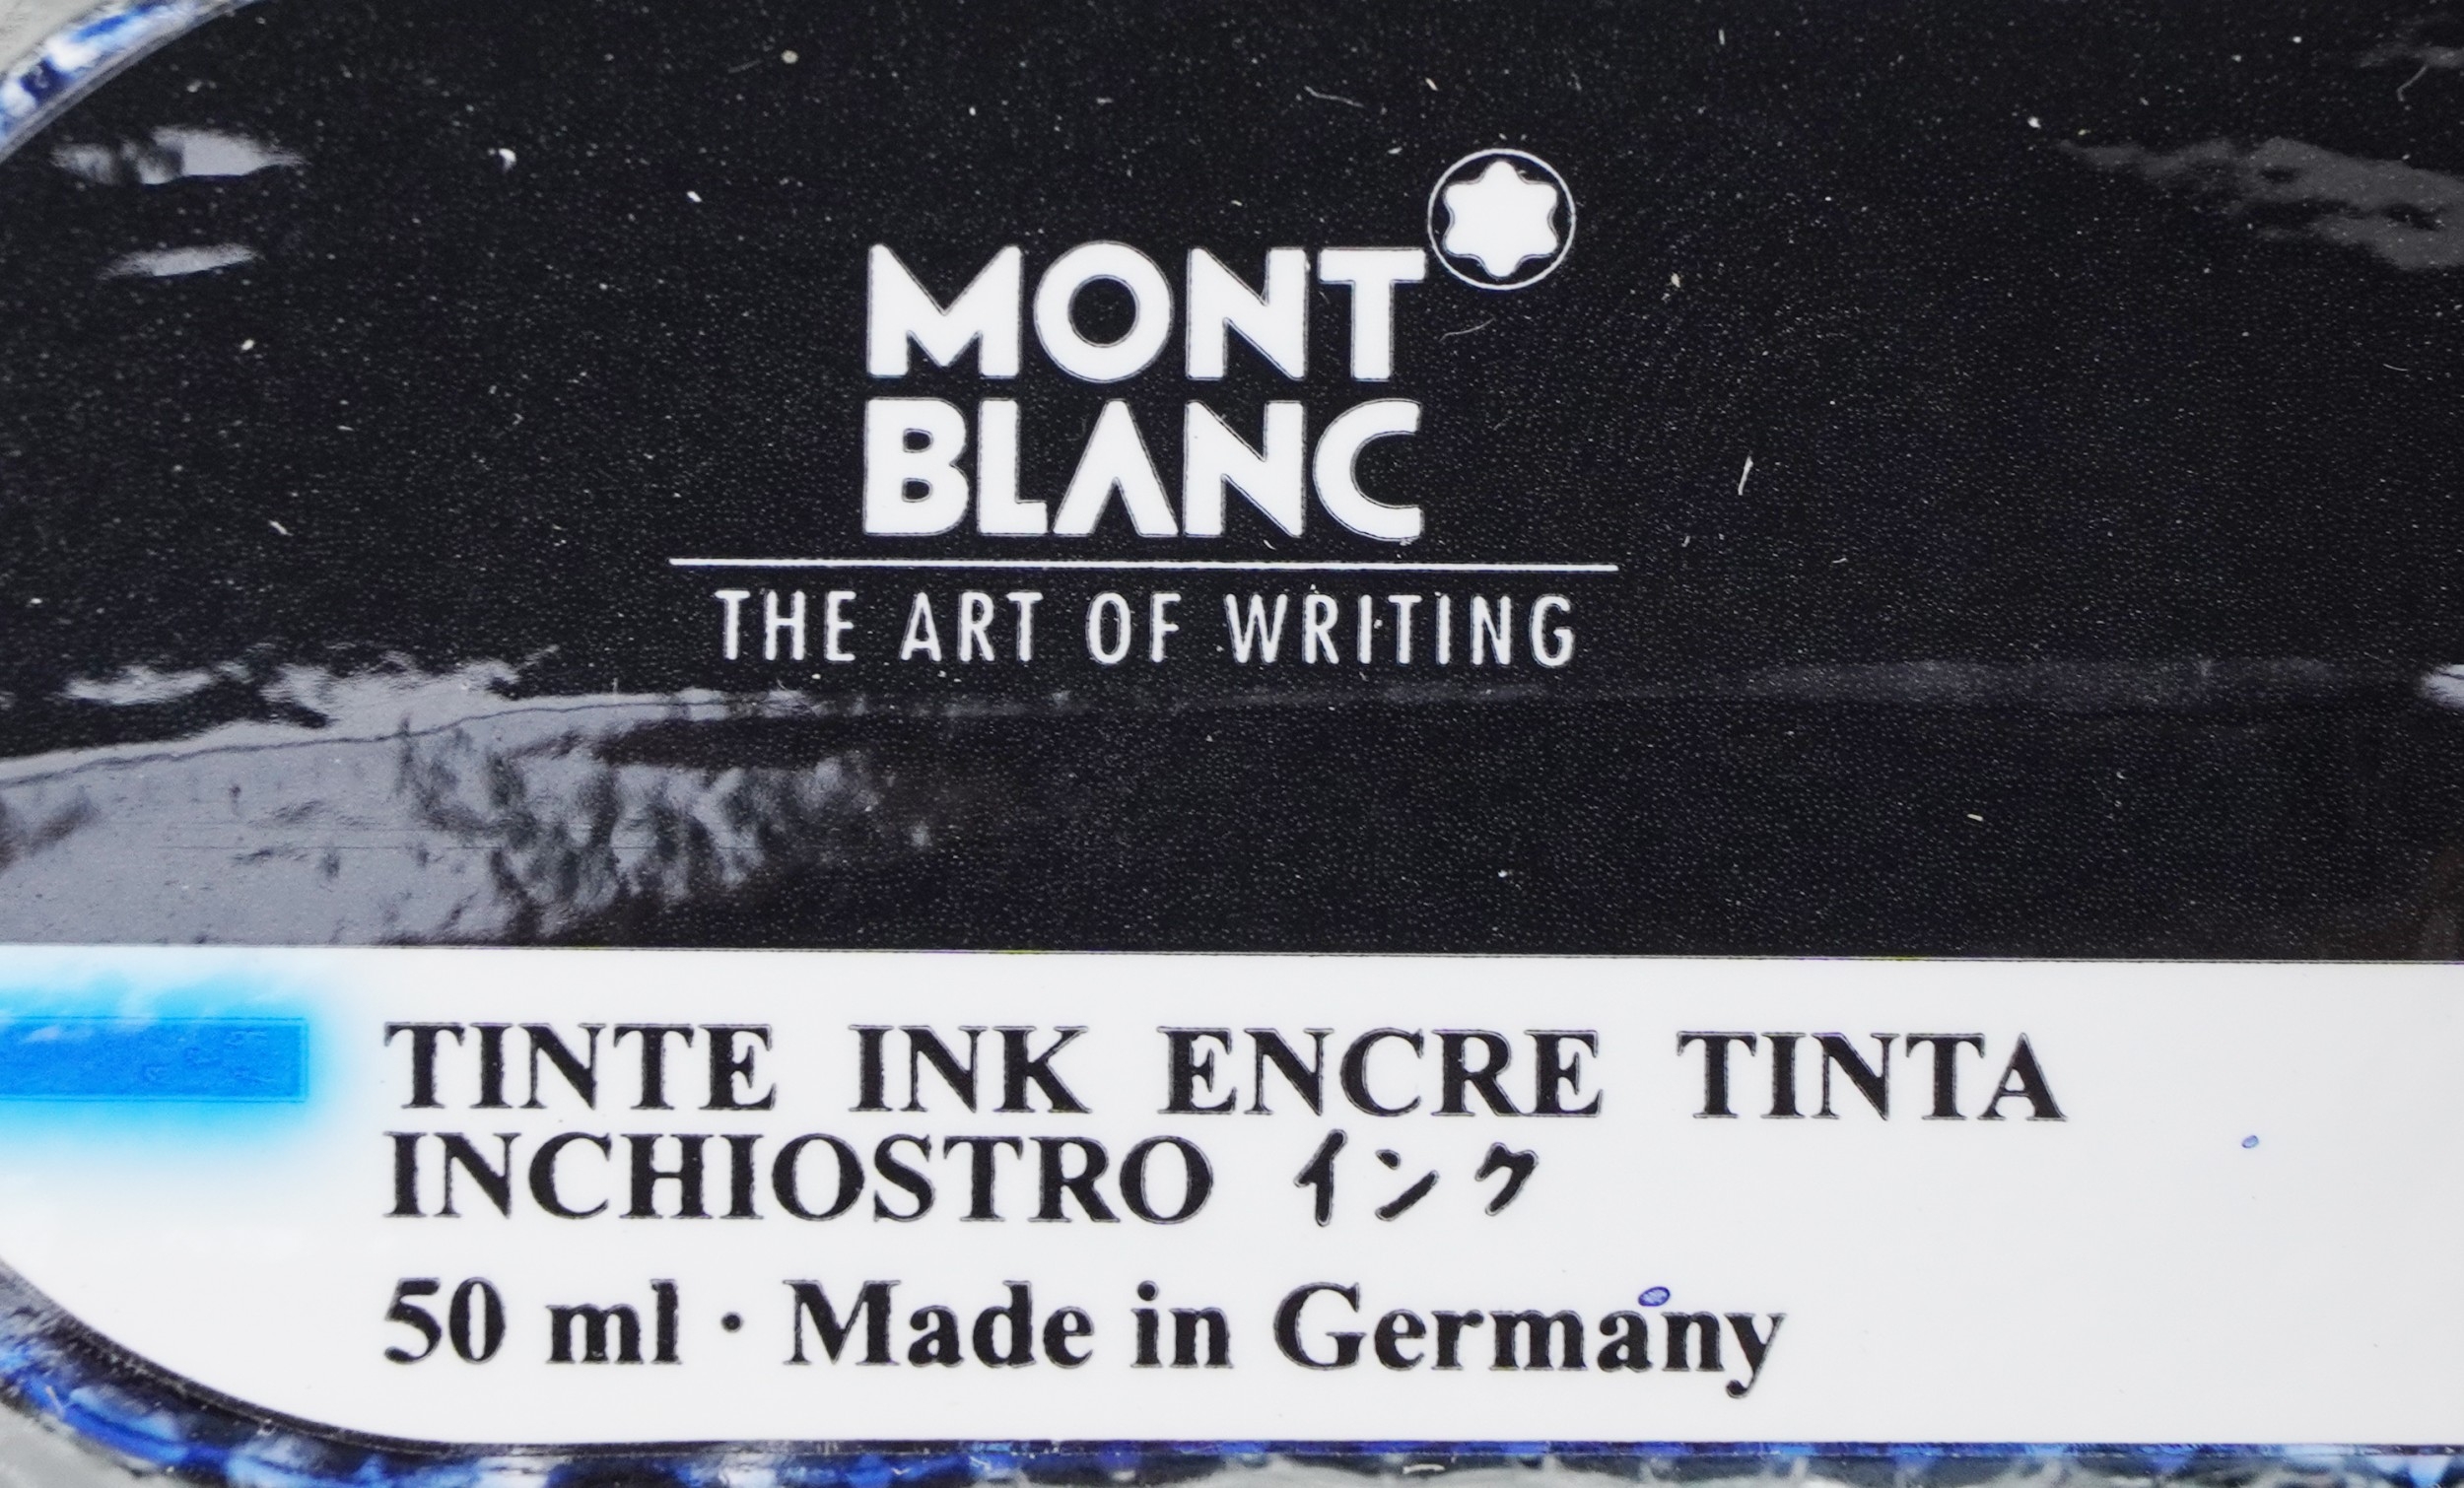 MONT
BLANC
THE ART OF WRITING
TINTE INK ENCRE TINTA
INCHIOSTRO インク
50 ml · Made in Germany